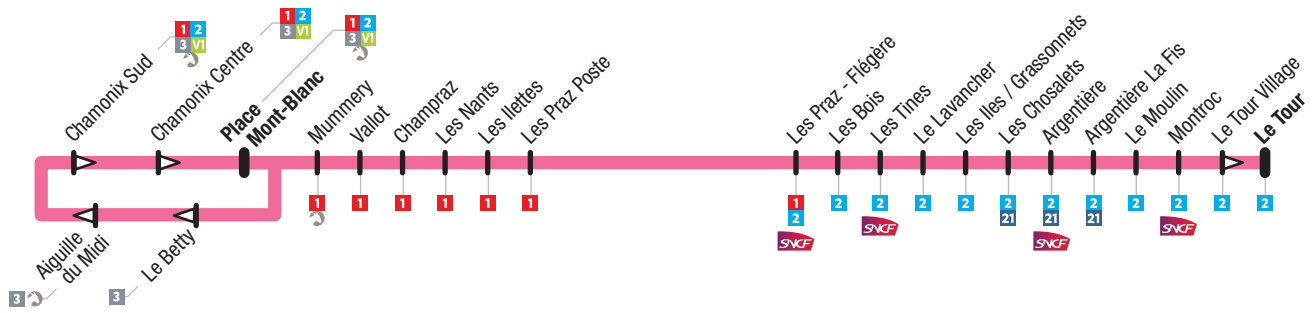 1 2
3 V1
1 2
3 V1
1 2
3 V1
Chamonix Sud
Chamonix Centre
Place
Mont-Blanc
Mummery
Vallot
Champraz
Les Nants
Les Ilettes
Les Praz Poste
Les Praz - Flégère
Les Bois
Les Tines
Le Lavancher
Les Iles / Grassonnets
Les Chosalets
Argentière
Argentière La Fis
Le Moulin
Montroc
Le Tour Village
Le Tour
1
1
1
1
1
1
1
2
SNCF
2
2
SNCF
2
2
2
21
2
21
SNCF
2
21
2
2
SNCF
2
2
Aiguille
du Midi
3
Le Betty
3